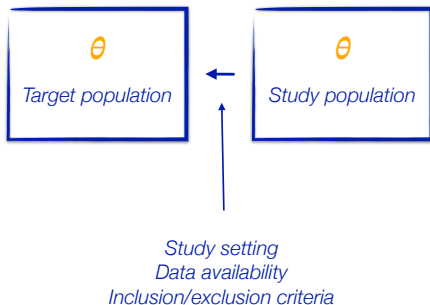 θ θ
Target population Study population
Study setting
Data availability
Inclusion/exclusion criteria